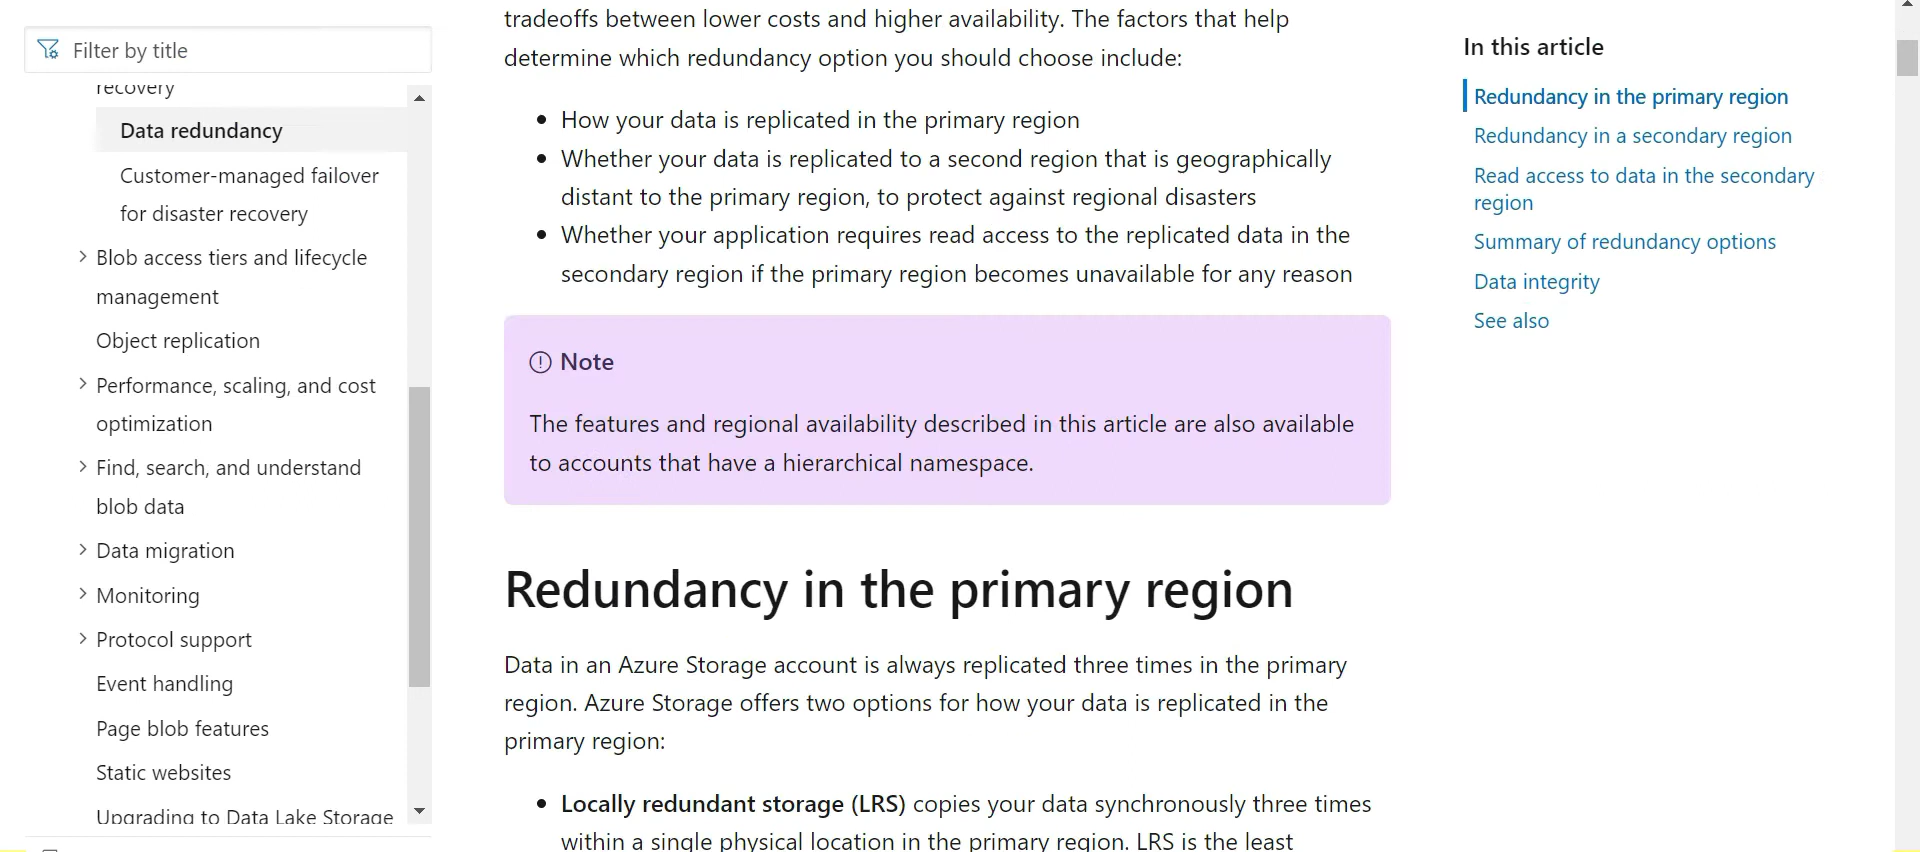 Filter by title
recovery
Data redundancy
Customer-managed failover
for disaster recovery
Blob access tiers and lifecycle
management
Object replication
Performance, scaling, and cost
optimization
Find, search, and understand
blob data
Data migration
Monitoring
Protocol support
Event handling
Page blob features
Static websites
Upgrading to Data Lake Storage
tradeoffs between lower costs and higher availability. The factors that help
determine which redundancy option you should choose include:
How your data is replicated in the primary region
Whether your data is replicated to a second region that is geographically
distant to the primary region, to protect against regional disasters
Whether your application requires read access to the replicated data in the
secondary region if the primary region becomes unavailable for any reason
Note
The features and regional availability described in this article are also available
to accounts that have a hierarchical namespace.
Redundancy in the primary region
Data in an Azure Storage account is always replicated three times in the primary
region. Azure Storage offers two options for how your data is replicated in the
primary region:
Locally redundant storage (LRS) copies your data synchronously three times
within a single physical location in the primary region. LRS is the least
In this article
Redundancy in the primary region
Redundancy in a secondary region
Read access to data in the secondary
region
Summary of redundancy options
Data integrity
See also